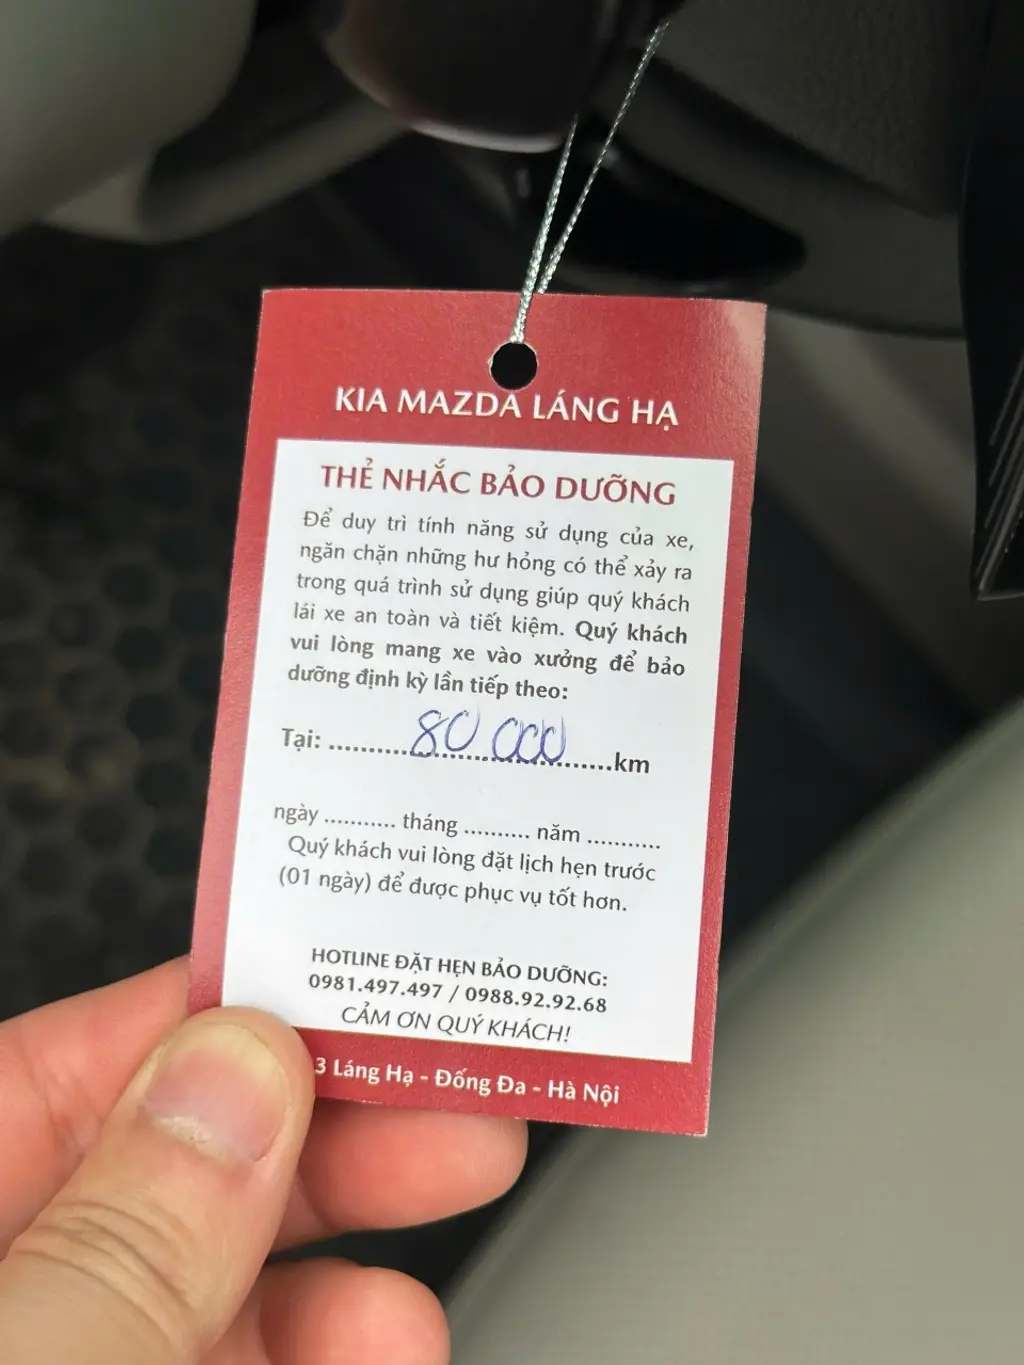 KIA MAZDA LÁNG HẠ
THẺ NHẮC BẢO DƯỠNG
Để duy trì tính năng sử dụng của xe,
ngăn chặn những hư hỏng có thể xảy ra
trong quá trình sử dụng giúp quý khách
lái xe an toàn và tiết kiệm. Quý khách
vui lòng mang xe vào xưởng để bảo
dưỡng định kỳ lần tiếp theo:
Tại: ..........80 000..........km
ngày ........... tháng .......... năm ...........
Quý khách vui lòng đặt lịch hẹn trước
(01 ngày) để được phục vụ tốt hơn.
HOTLINE ĐẶT HẸN BẢO DƯỠNG:
0981.497.497 / 0988.92.92.68
CẢM ƠN QUÝ KHÁCH!
3 Láng Hạ - Đống Đa - Hà Nội